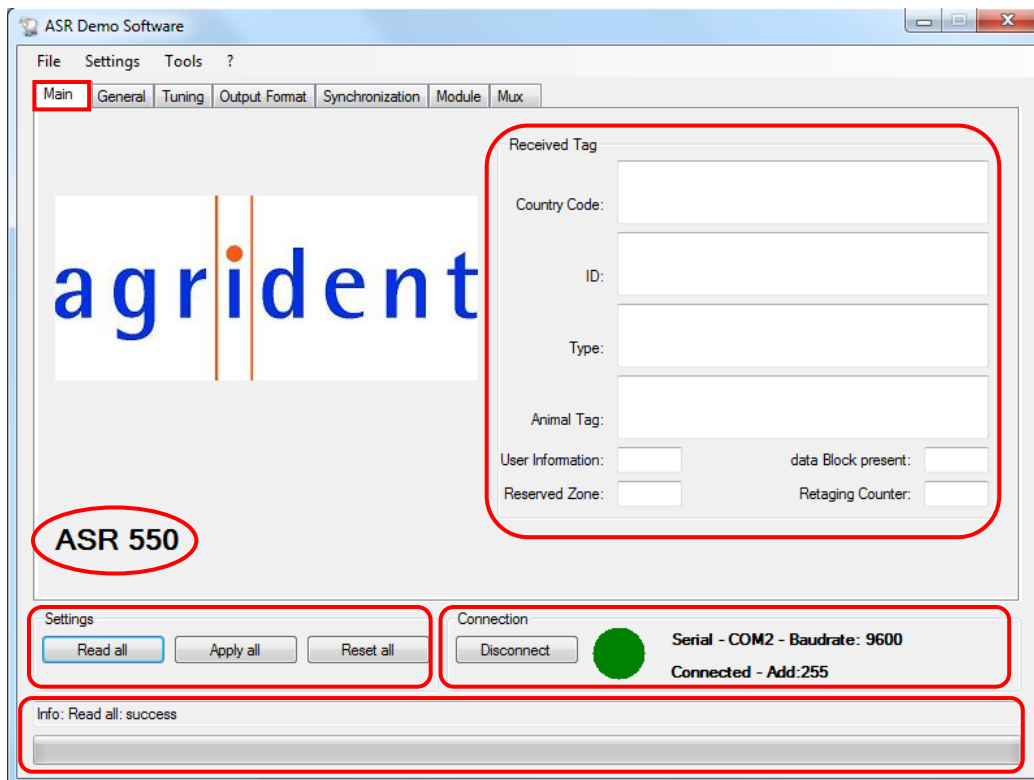 ASR Demo Software
File Settings Tools ?
Main General Tuning Output Format Synchronization Module Mux
Received Tag
Country Code:
ID:
agrident
Type:
Animal Tag:
User Information: data Block present:
Reserved Zone: Retaging Counter:
ASR 550
Settings
Read all Apply all Reset all
Connection
Disconnect
Serial - COM2 - Baudrate: 9600
Connected - Add:255
Info: Read all: success